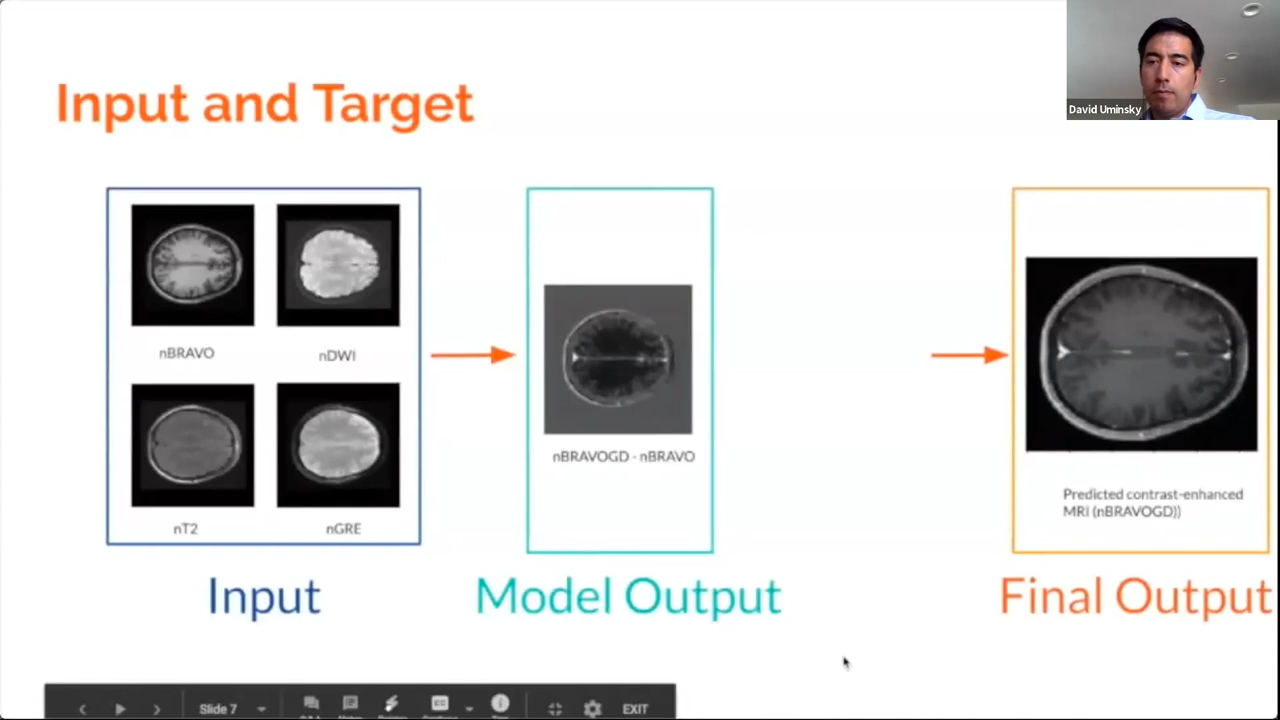 Input and Target
David Uminsky
nBRAVO
nDWI
nT2
nGRE
nBRAVOGD - nBRAVO
Predicted contrast-enhanced
MRI (nBRAVOGD))
Input
Model Output
Final Output
Slide 7
CC
EXIT